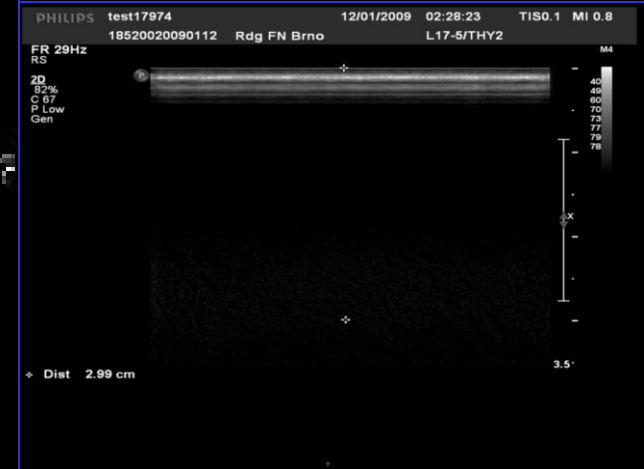 PHILIPS test17974 12/01/2009 02:28:23 TIS0.1 MI 0.8
18520020090112 Rdg FN Brno L17-5/THY2
FR 29Hz
RS
M4
2D
82%
C 67
P Low
Gen
P
40
49
60
70
73
77
79
78
x
3.5
Dist 2.99 cm